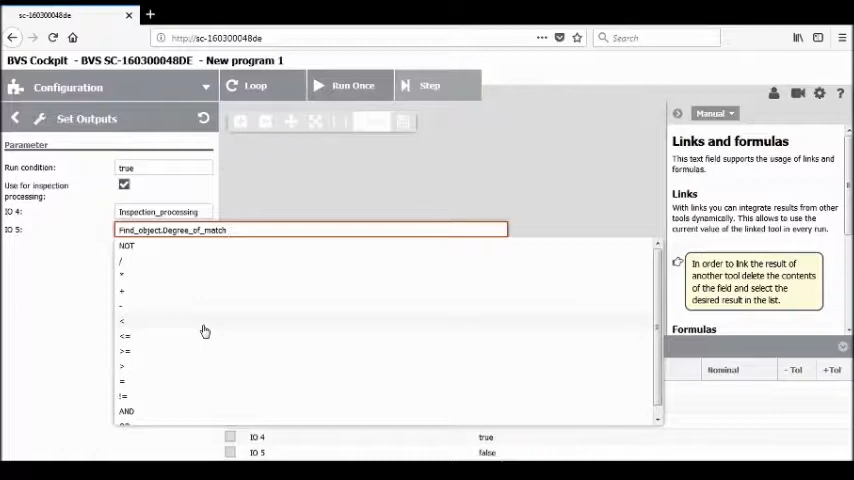 sc-160300048de
http://sc-160300048de
Search
BVS Cockpit - BVS SC-160300048DE - New program 1
Configuration
Loop
Run Once
Step
Set Outputs
Manual
Parameter
Run condition:
true
Use for inspection
processing:
IO 4:
Inspection_processing
IO 5:
Find_object.Degree_of_match
NOT
/
*
+
-
<
<=
>=
>
=
!=
AND
IO 4
true
IO 5
false
Links and formulas
This text field supports the usage of links and
formulas.
Links
With links you can integrate results from other
tools dynamically. This allows to use the
current value of the linked tool in every run.
In order to link the result of
another tool delete the contents
of the field and select the
desired result in the list.
Formulas
Nominal
- Tol
+Tol